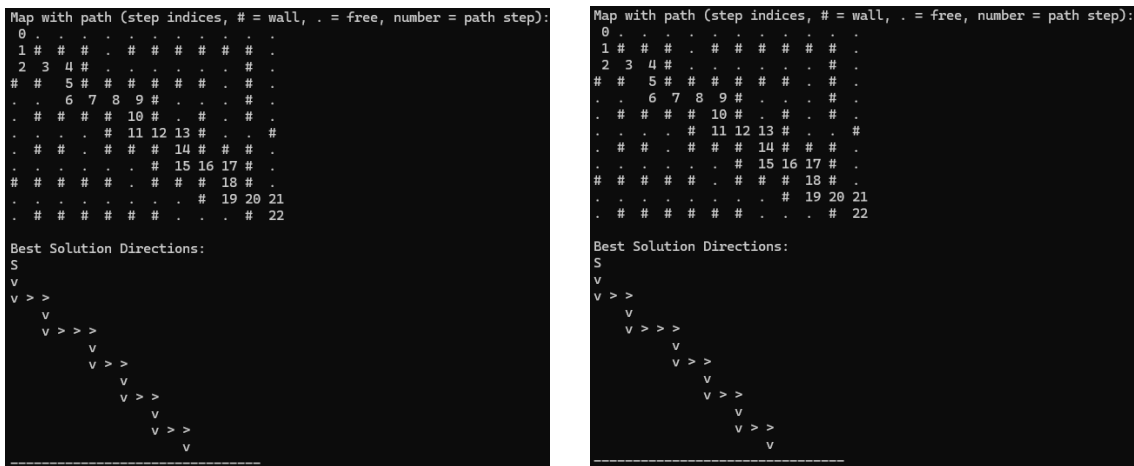 Map with path (step indices, # = wall, . = free, number = path step):
0 . . . . . . . . . . .
1 # # # . # # # # # # .
2 3 4 # . . . . . . # .
# # 5 # # # # # # . # .
. . 6 7 8 9 # . . . # .
. # # # # 10 # . # . # .
. . . . # 11 12 13 # . . #
. # # . # # # 14 # # # .
. . . . . . # 15 16 17 # .
# # # # # . # # # 18 # .
. . . . . . . . # 19 20 21
. # # # # # # . . . # 22
Best Solution Directions:
S
v
v > >
v
v > > >
v
v > >
v
v > >
v
v > >
v
--------------------------------
Map with path (step indices, # = wall, . = free, number = path step):
0 . . . . . . . . . . .
1 # # # . # # # # # # .
2 3 4 # . . . . . . # .
# # 5 # # # # # # . # .
. . 6 7 8 9 # . . . # .
. # # # # 10 # . # . # .
. . . . # 11 12 13 # . . #
. # # . # # # 14 # # # .
. . . . . . # 15 16 17 # .
# # # # # . # # # 18 # .
. . . . . . . . # 19 20 21
. # # # # # # . . . # 22
Best Solution Directions:
S
v
v > >
v
v > > >
v
v > >
v
v > >
v
v > >
v
--------------------------------